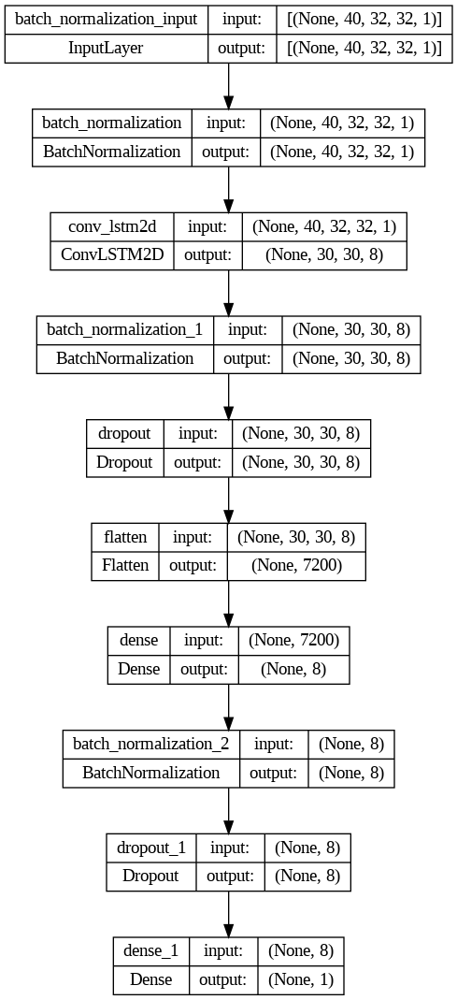 batch_normalization_input input: [(None, 40, 32, 32, 1)]
InputLayer output: [(None, 40, 32, 32, 1)]
batch_normalization input: (None, 40, 32, 32, 1)
BatchNormalization output: (None, 40, 32, 32, 1)
conv_lstm2d input: (None, 40, 32, 32, 1)
ConvLSTM2D output: (None, 30, 30, 8)
batch_normalization_1 input: (None, 30, 30, 8)
BatchNormalization output: (None, 30, 30, 8)
dropout input: (None, 30, 30, 8)
Dropout output: (None, 30, 30, 8)
flatten input: (None, 30, 30, 8)
Flatten output: (None, 7200)
dense input: (None, 7200)
Dense output: (None, 8)
batch_normalization_2 input: (None, 8)
BatchNormalization output: (None, 8)
dropout_1 input: (None, 8)
Dropout output: (None, 8)
dense_1 input: (None, 8)
Dense output: (None, 1)